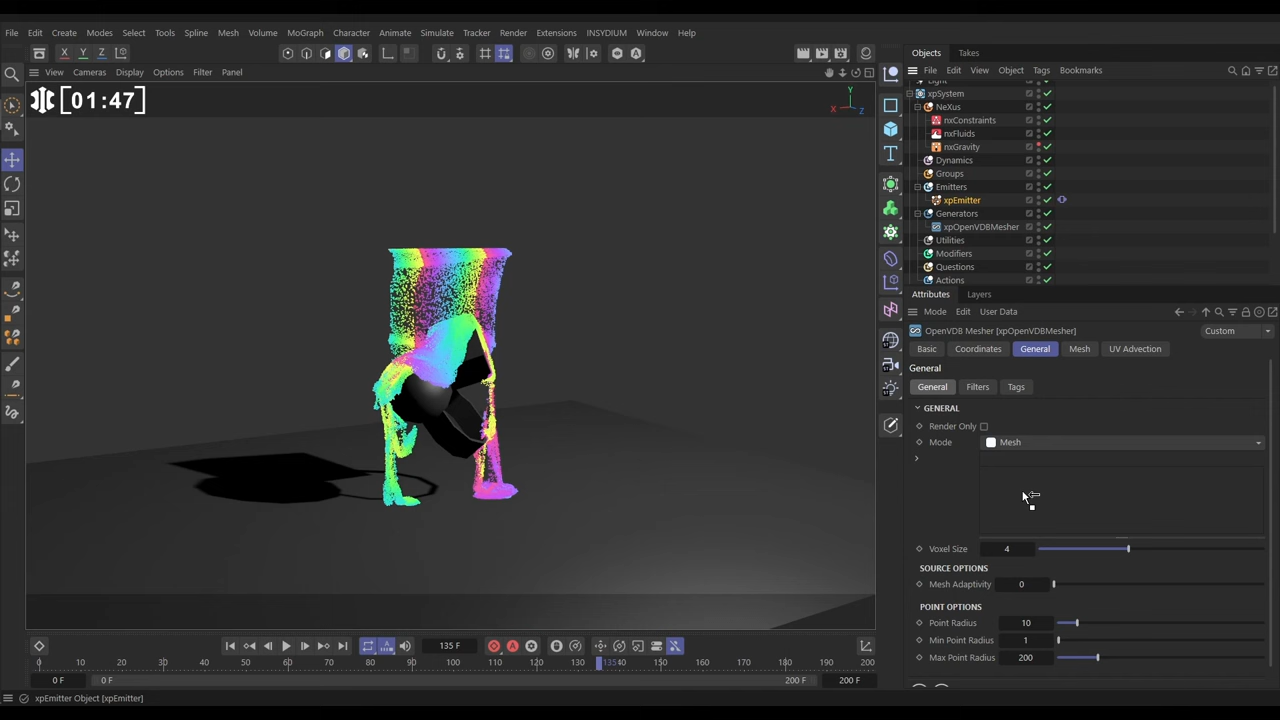 File Edit Create Modes Select Tools Spline Mesh Volume MoGraph Character Animate Simulate Tracker Render Extensions INSYDIUM Window Help
Objects Takes
X Y Z
View Cameras Display Options Filter Panel
File Edit View Object Tags Bookmarks
[01:47]
Y
X Z
Light
xpSystem
NeXus
nxConstraints
nxFluids
nxGravity
Dynamics
Groups
Emitters
xpEmitter
Generators
xpOpenVDBMesher
Utilities
Modifiers
Questions
Actions
Attributes Layers
Mode Edit User Data
OpenVDB Mesher [xpOpenVDBMesher] Custom
Basic Coordinates General Mesh UV Advection
General
General Filters Tags
GENERAL
Render Only
Mode Mesh
Voxel Size 4
SOURCE OPTIONS
Mesh Adaptivity 0
POINT OPTIONS
Point Radius 10
Min Point Radius 1
Max Point Radius 200
135 F
0 10 20 30 40 50 60 70 80 90 100 110 120 130 135 140 150 160 170 180 190 200
0 F 0 F 200 F 200 F
xpEmitter Object [xpEmitter]